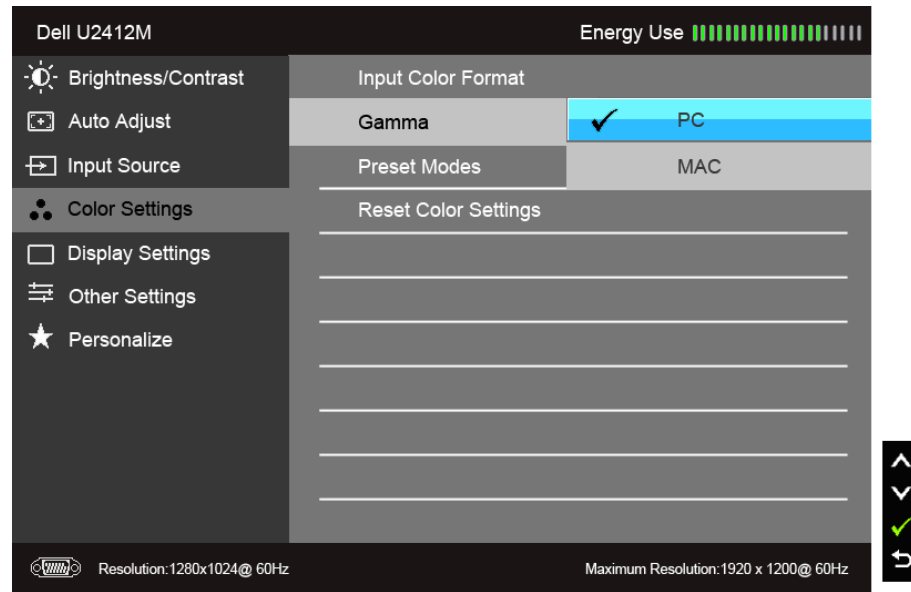 Dell U2412M
Energy Use
Brightness/Contrast
Input Color Format
Auto Adjust
Gamma
PC
Input Source
Preset Modes
MAC
Color Settings
Reset Color Settings
Display Settings
Other Settings
Personalize
Resolution:1280x1024@ 60Hz
Maximum Resolution:1920 x 1200@ 60Hz